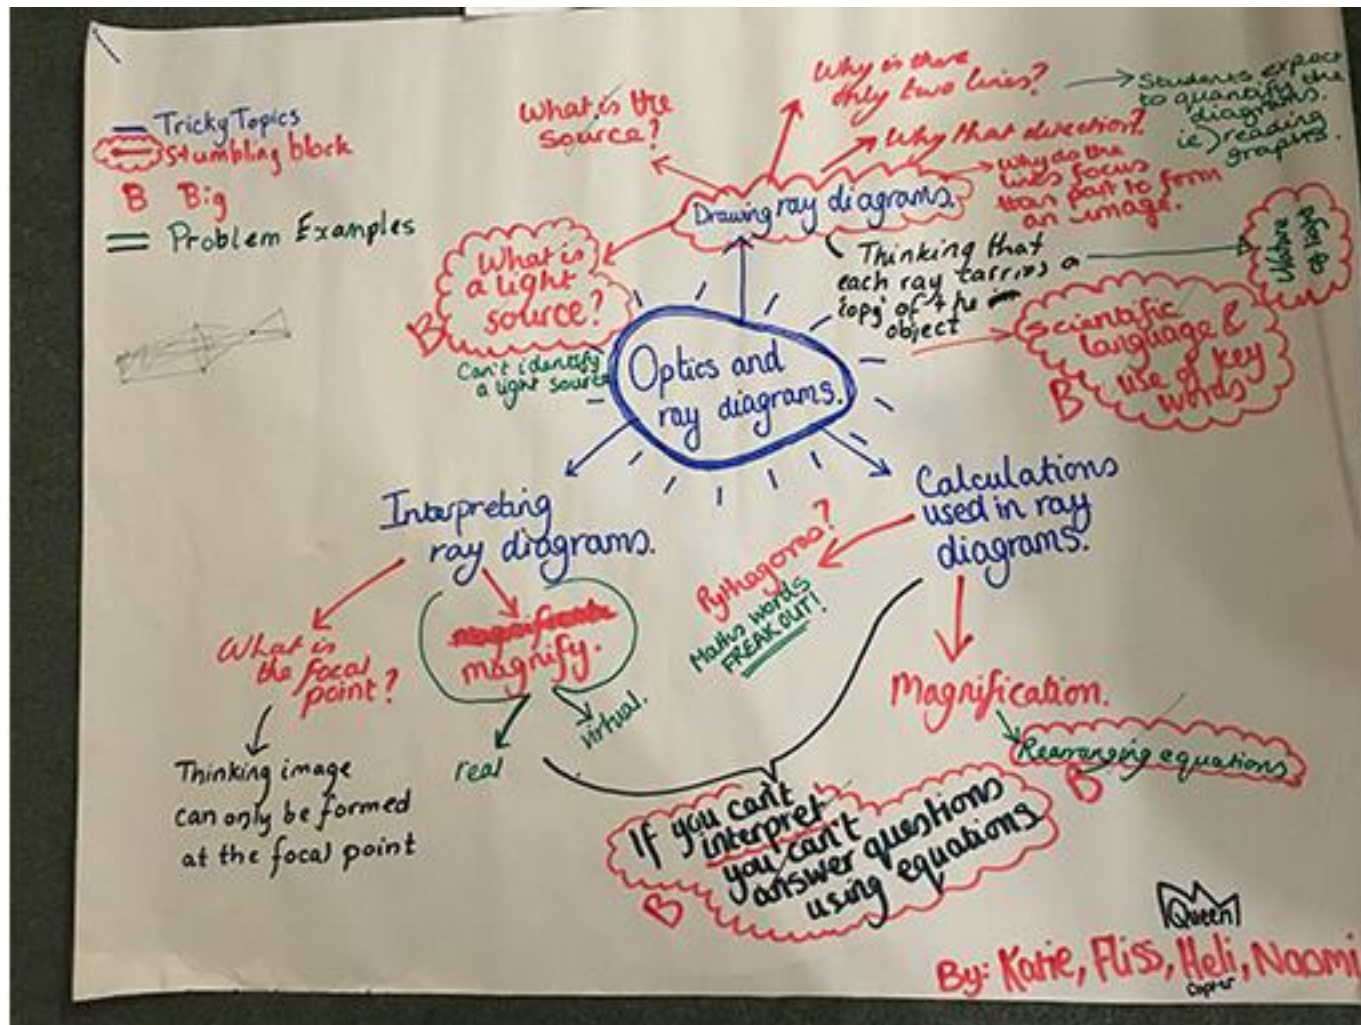 Tricky Topics
Stumbling block
B Big
Problem Examples
What is the
source?
Why is there
only two lines?
Students expect
to quantify the
diagrams.
ie.) reading
graphs.
Why that direction?
Why do the
lines focus
that part to form
an image.
Drawing ray diagrams.
What is
a light
source?
B
Can't identify
a light source
Thinking that
each ray carries a
'copy' of the
object
Nature
of light
Scientific
language &
use of key
words
B
Optics and
ray diagrams.
Interpreting
ray diagrams.
What is
the focal
point?
Thinking image
can only be formed
at the focal point
magnify.
real
virtual.
Calculations
used in ray
diagrams.
Pythagoras?
Maths words
FREAK OUT!
Magnification.
Rearranging equations
B
If you can't
interpret
you can't
answer questions
using equations
B
Queen
By: Katie, Fliss, Heli, Naomi
Copter